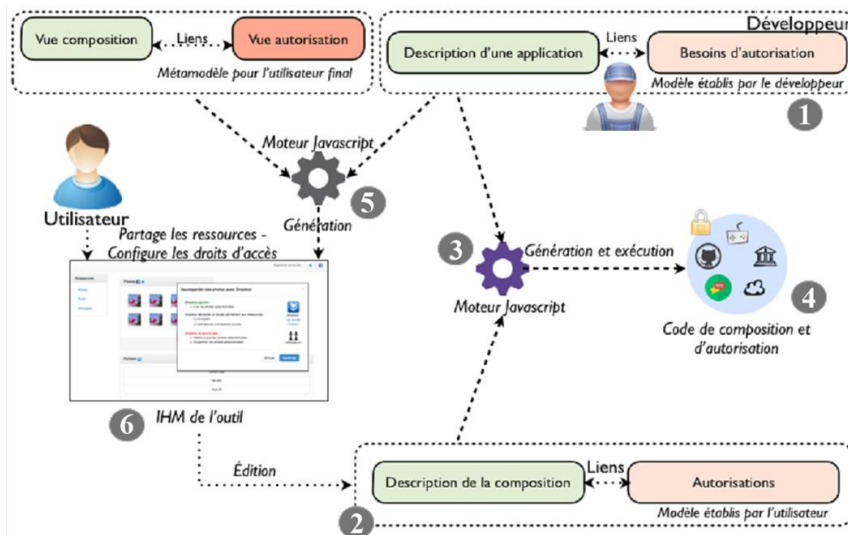 Développeur
Vue composition
Liens
Vue autorisation
Métamodèle pour l'utilisateur final
Description d'une application
Liens
Besoins d'autorisation
Modèle établis par le développeur
1
Moteur Javascript
5
Génération
Utilisateur
Partage les ressources -
Configure les droits d'accès
3
Génération et exécution
Moteur Javascript
4
Code de composition et
d'autorisation
6
IHM de l'outil
Édition
2
Description de la composition
Liens
Autorisations
Modèle établis par l'utilisateur